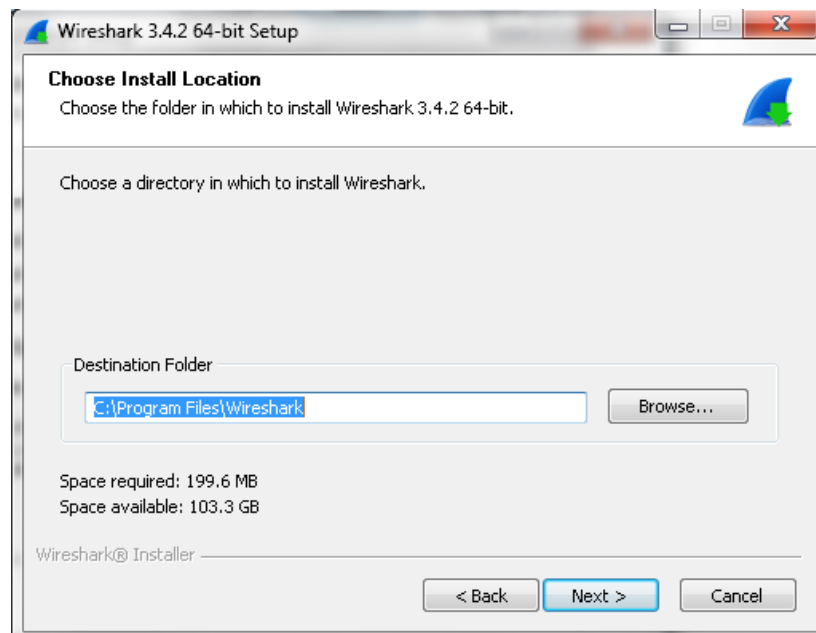 Wireshark 3.4.2 64-bit Setup
Choose Install Location
Choose the folder in which to install Wireshark 3.4.2 64-bit.
Choose a directory in which to install Wireshark.
Destination Folder
C:\Program Files\Wireshark
Browse...
Space required: 199.6 MB
Space available: 103.3 GB
Wireshark® Installer
< Back Next > Cancel